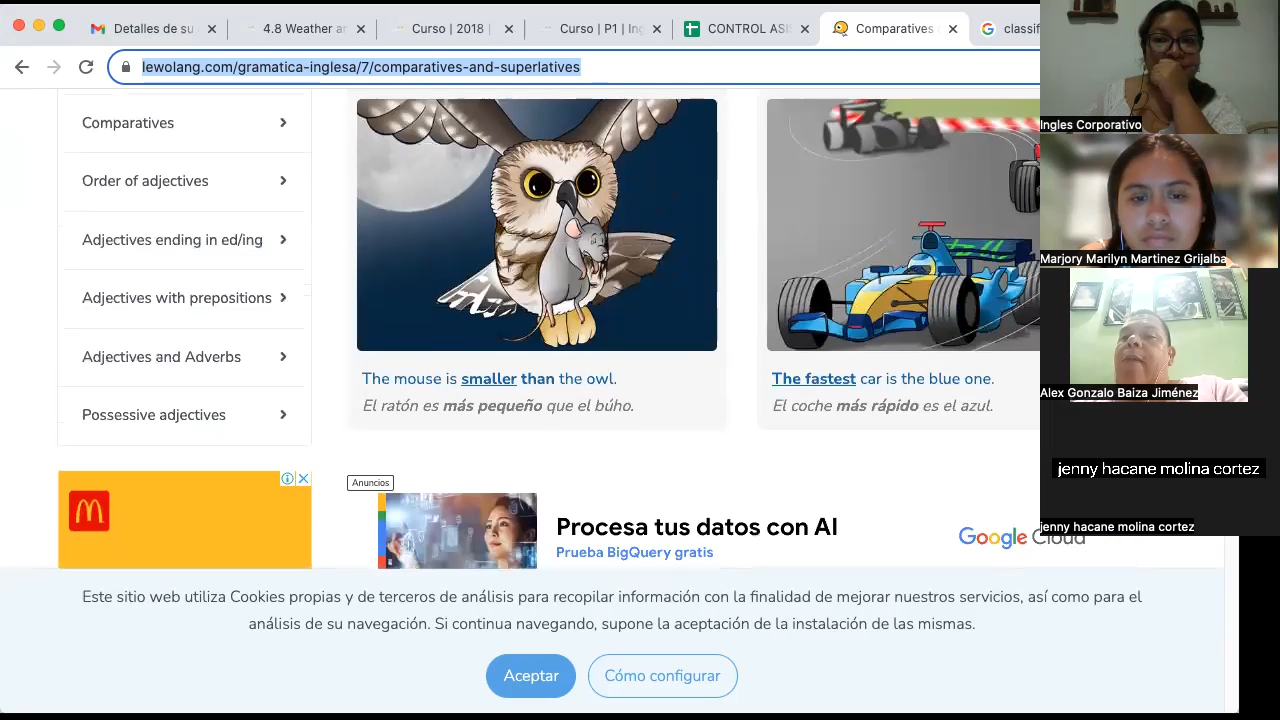 Detalles de su
4.8 Weather an
Curso | 2018 |
Curso | P1 | Ing
CONTROL ASIS
Comparatives
classif
lewolang.com/gramatica-inglesa/7/comparatives-and-superlatives
Comparatives
Order of adjectives
Adjectives ending in ed/ing
Adjectives with prepositions
Adjectives and Adverbs
Possessive adjectives
The mouse is smaller than the owl.
El ratón es más pequeño que el búho.
The fastest car is the blue one.
El coche más rápido es el azul.
Anuncios
Procesa tus datos con AI
Prueba BigQuery gratis
Google Cloud
Este sitio web utiliza Cookies propias y de terceros de análisis para recopilar información con la finalidad de mejorar nuestros servicios, así como para el
análisis de su navegación. Si continua navegando, supone la aceptación de la instalación de las mismas.
Aceptar
Cómo configurar
Ingles Corporativo
Marjory Marilyn Martinez Grijalba
Alex Gonzalo Baiza Jiménez
jenny hacane molina cortez
jenny hacane molina cortez